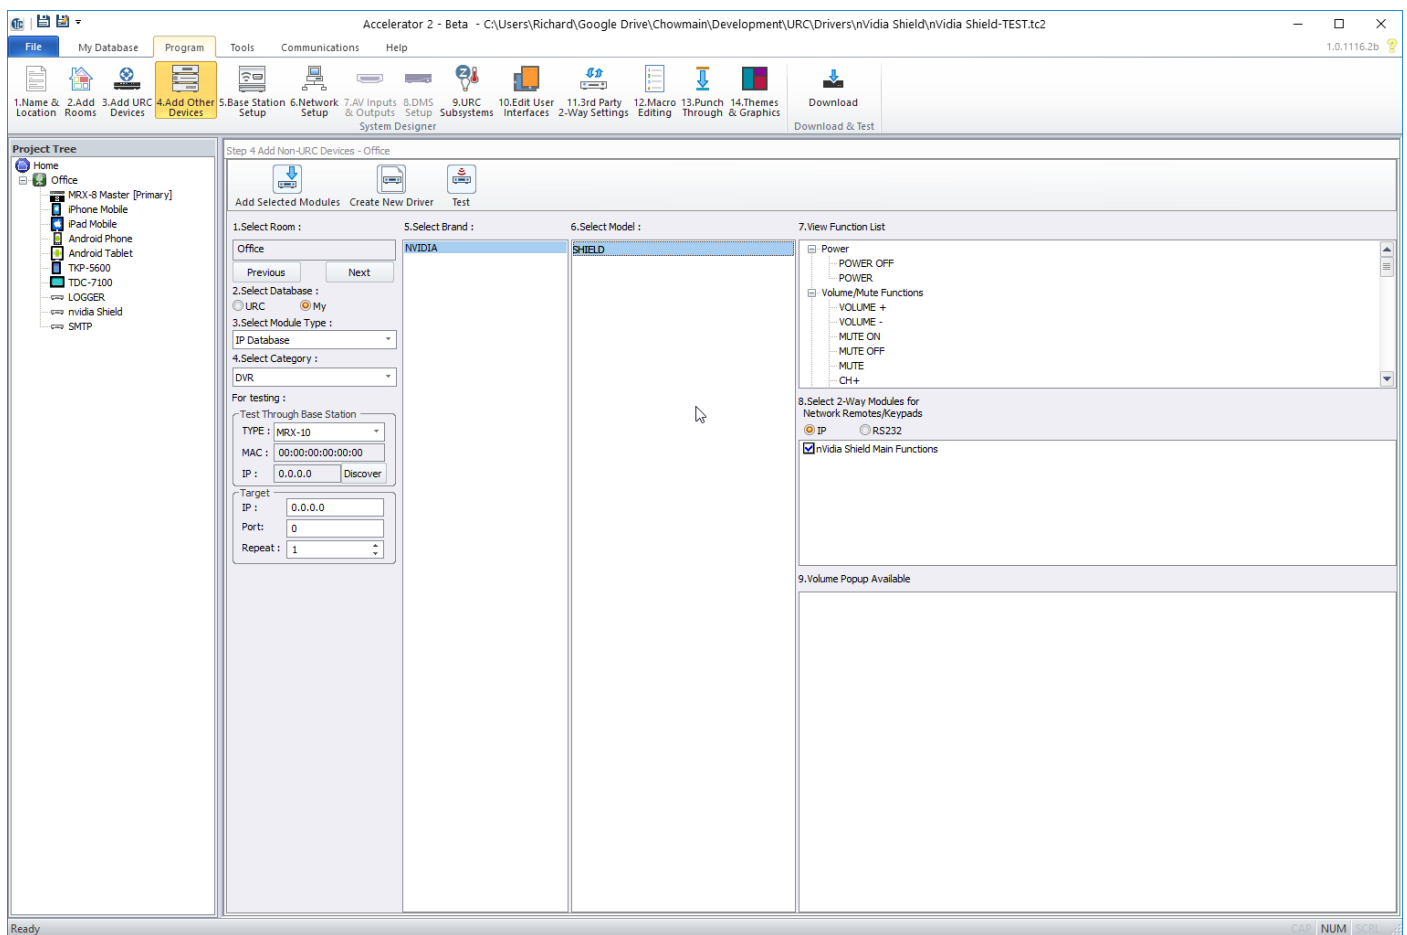 Accelerator 2 - Beta - C:\Users\Richard\Google Drive\Chowmain\Development\URC\Drivers\nVidia Shield\nVidia Shield-TEST.tc2
File My Database Program Tools Communications Help 1.0.1116.2b
1.Name & Location
2.Add Rooms
3.Add URC Devices
4.Add Other Devices
5.Base Station Setup
6.Network Setup
7.AV Inputs & Outputs
8.DMS Setup
9.URC Subsystems
10.Edit User Interfaces
11.3rd Party 2-Way Settings
12.Macro Editing
13.Punch Through
14.Themes & Graphics
Download
System Designer
Download & Test
Project Tree
Home
Office
MRX-8 Master [Primary]
iPhone Mobile
iPad Mobile
Android Phone
Android Tablet
TKP-5600
TDC-7100
LOGGER
nvidia Shield
SMTP
Step 4 Add Non-URC Devices - Office
Add Selected Modules Create New Driver Test
1.Select Room :
Office
Previous Next
2.Select Database :
URC My
3.Select Module Type :
IP Database
4.Select Category :
DVR
For testing :
Test Through Base Station
TYPE : MRX-10
MAC : 00:00:00:00:00:00
IP : 0.0.0.0 Discover
Target
IP : 0.0.0.0
Port: 0
Repeat : 1
5.Select Brand :
NVIDIA
6.Select Model :
SHIELD
7.View Function List
Power
POWER OFF
POWER
Volume/Mute Functions
VOLUME +
VOLUME -
MUTE ON
MUTE OFF
MUTE
CH+
8.Select 2-Way Modules for
Network Remotes/Keypads
IP RS232
nVidia Shield Main Functions
9.Volume Popup Available
Ready CAP NUM SCRL